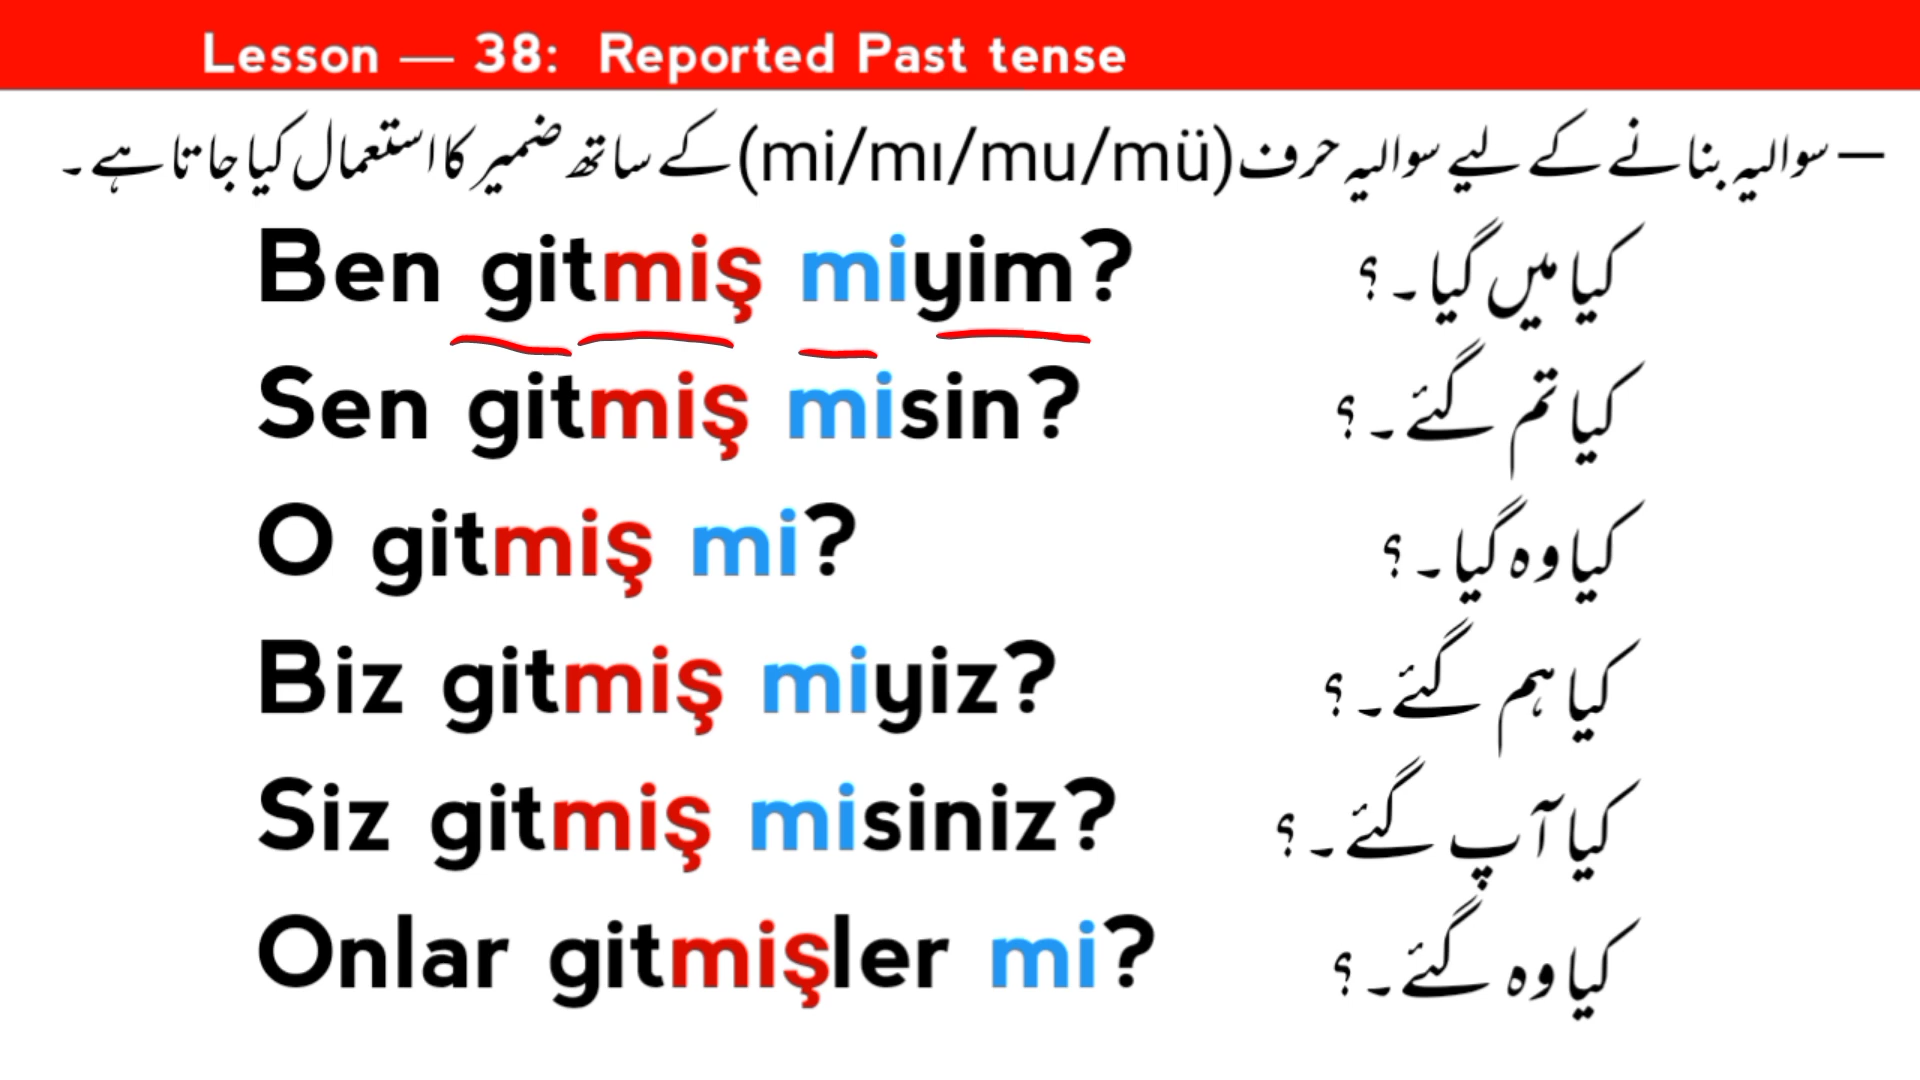 Lesson — 38: Reported Past tense
— سوالیہ بنانے کے لیے سوالیہ حرف (mi/mı/mu/mü) کے ساتھ ضمیر کا استعمال کیا جاتا ہے۔
Ben gitmiş miyim? کیا میں گیا۔؟
Sen gitmiş misin? کیا تم گئے۔؟
O gitmiş mi? کیا وہ گیا۔؟
Biz gitmiş miyiz? کیا ہم گئے۔؟
Siz gitmiş misiniz? کیا آپ گئے۔؟
Onlar gitmişler mi? کیا وہ گئے۔؟